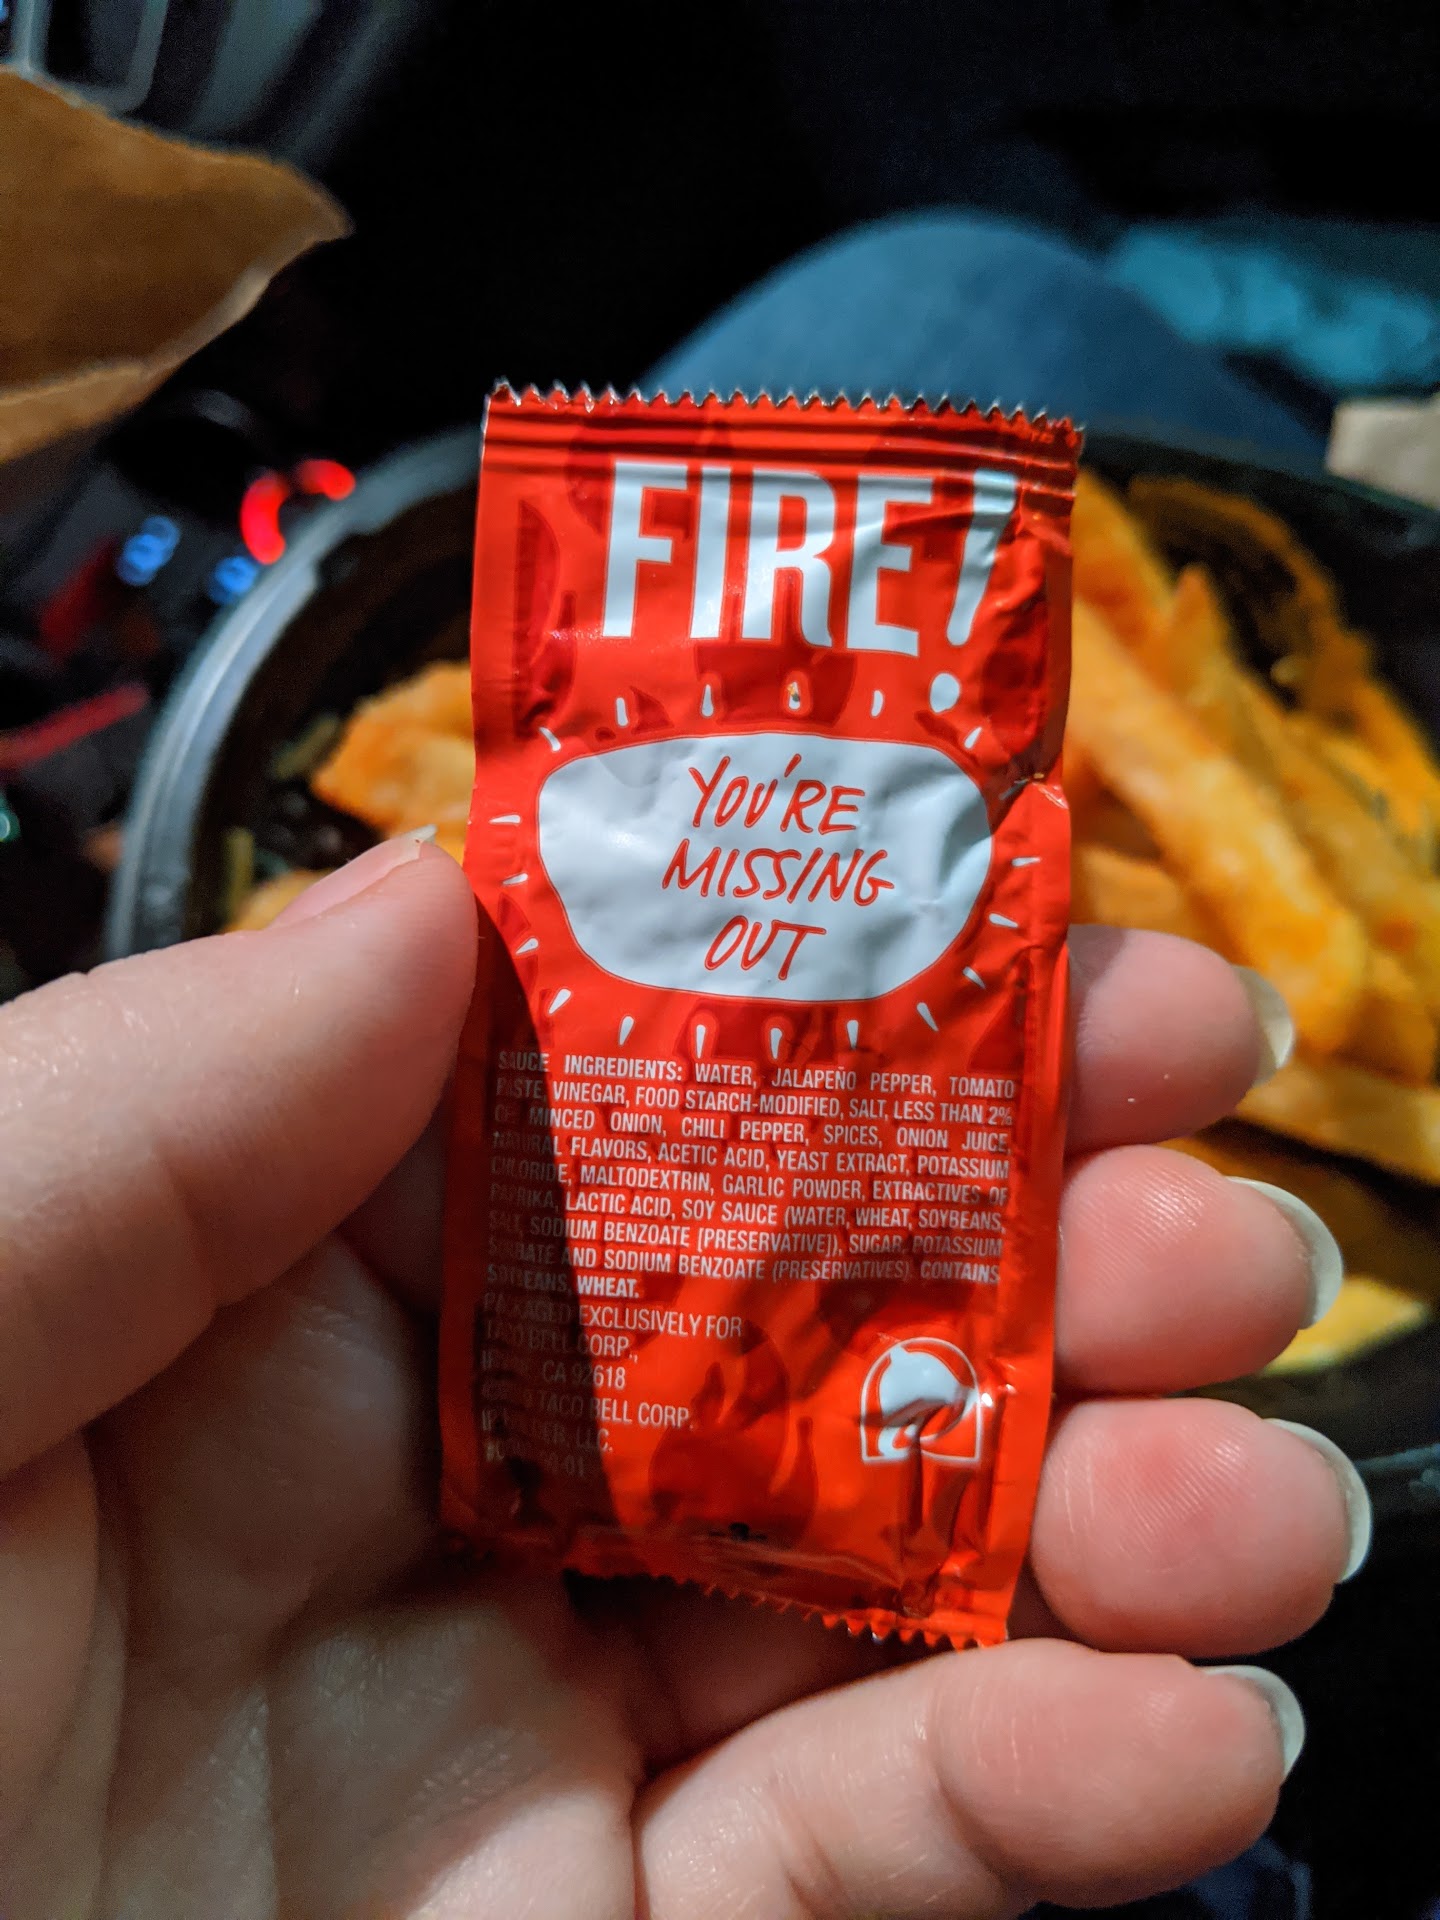 FIRE!
YOU'RE
MISSING
OUT
SAUCE INGREDIENTS: WATER, JALAPEÑO PEPPER, TOMATO
PASTE, VINEGAR, FOOD STARCH-MODIFIED, SALT, LESS THAN 2%
OF MINCED ONION, CHILI PEPPER, SPICES, ONION JUICE,
NATURAL FLAVORS, ACETIC ACID, YEAST EXTRACT, POTASSIUM
CHLORIDE, MALTODEXTRIN, GARLIC POWDER, EXTRACTIVES OF
PAPRIKA, LACTIC ACID, SOY SAUCE (WATER, WHEAT, SOYBEANS,
SALT, SODIUM BENZOATE [PRESERVATIVE]), SUGAR, POTASSIUM
SORBATE AND SODIUM BENZOATE (PRESERVATIVES). CONTAINS
SOYBEANS, WHEAT.
PACKAGED EXCLUSIVELY FOR
TACO BELL CORP.,
CA 92618
TACO BELL CORP.
LLC.